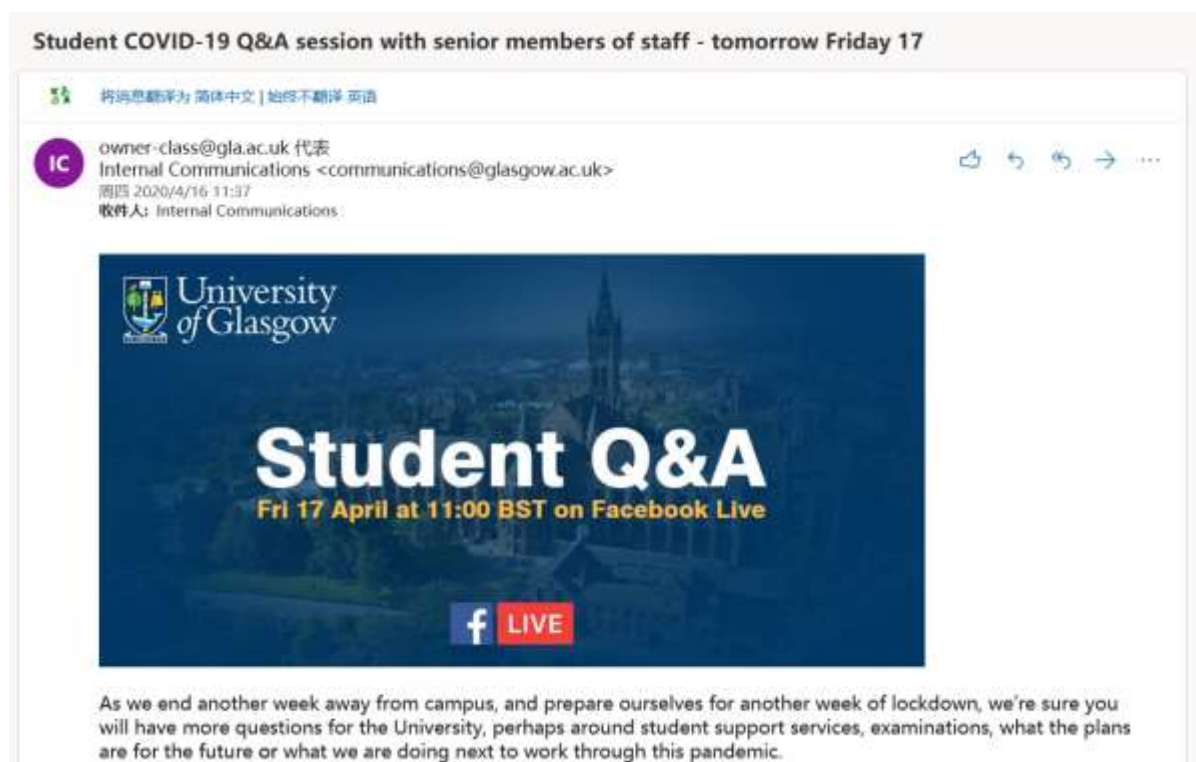 Student COVID-19 Q&A session with senior members of staff - tomorrow Friday 17
将消息翻译为 简体中文 | 始终不翻译 英语
IC
owner-class@gla.ac.uk 代表
Internal Communications <communications@glasgow.ac.uk>
周四 2020/4/16 11:37
收件人: Internal Communications
University
of Glasgow
Student Q&A
Fri 17 April at 11:00 BST on Facebook Live
f LIVE
As we end another week away from campus, and prepare ourselves for another week of lockdown, we're sure you
will have more questions for the University, perhaps around student support services, examinations, what the plans
are for the future or what we are doing next to work through this pandemic.